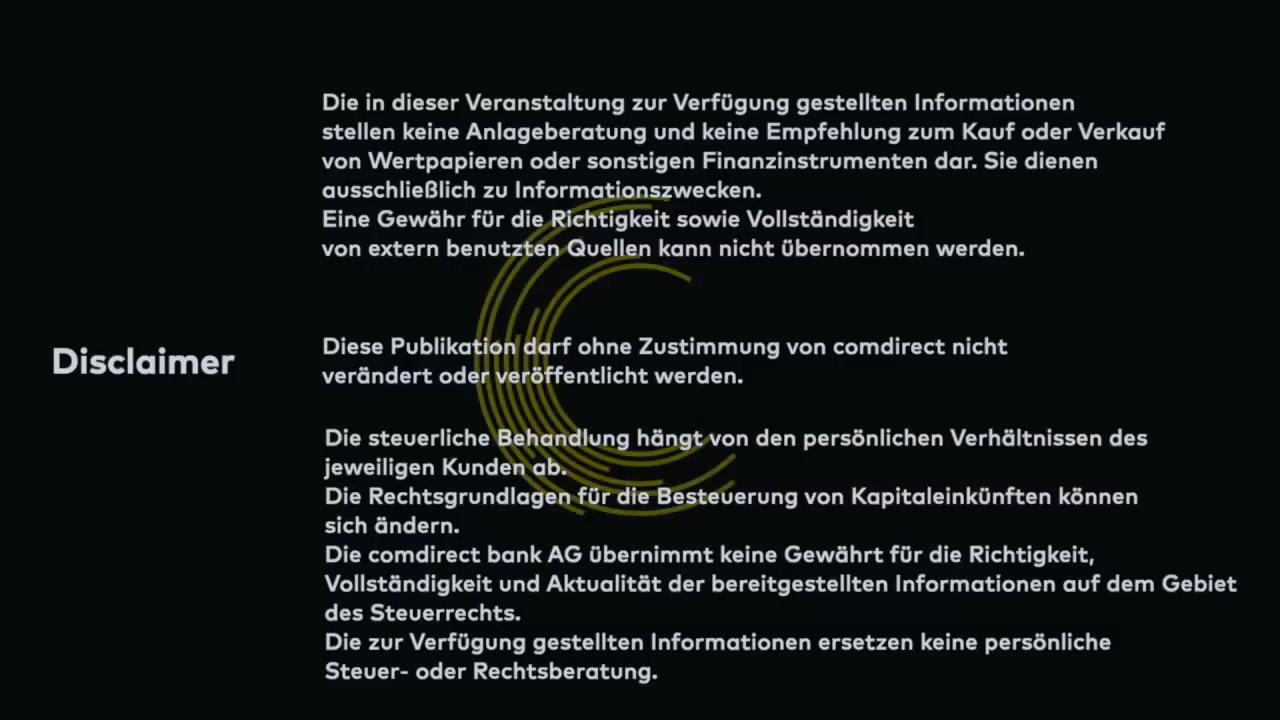 Disclaimer
Die in dieser Veranstaltung zur Verfügung gestellten Informationen
stellen keine Anlageberatung und keine Empfehlung zum Kauf oder Verkauf
von Wertpapieren oder sonstigen Finanzinstrumenten dar. Sie dienen
ausschließlich zu Informationszwecken.
Eine Gewähr für die Richtigkeit sowie Vollständigkeit
von extern benutzten Quellen kann nicht übernommen werden.
Diese Publikation darf ohne Zustimmung von comdirect nicht
verändert oder veröffentlicht werden.
Die steuerliche Behandlung hängt von den persönlichen Verhältnissen des
jeweiligen Kunden ab.
Die Rechtsgrundlagen für die Besteuerung von Kapitaleinkünften können
sich ändern.
Die comdirect bank AG übernimmt keine Gewährt für die Richtigkeit,
Vollständigkeit und Aktualität der bereitgestellten Informationen auf dem Gebiet
des Steuerrechts.
Die zur Verfügung gestellten Informationen ersetzen keine persönliche
Steuer- oder Rechtsberatung.